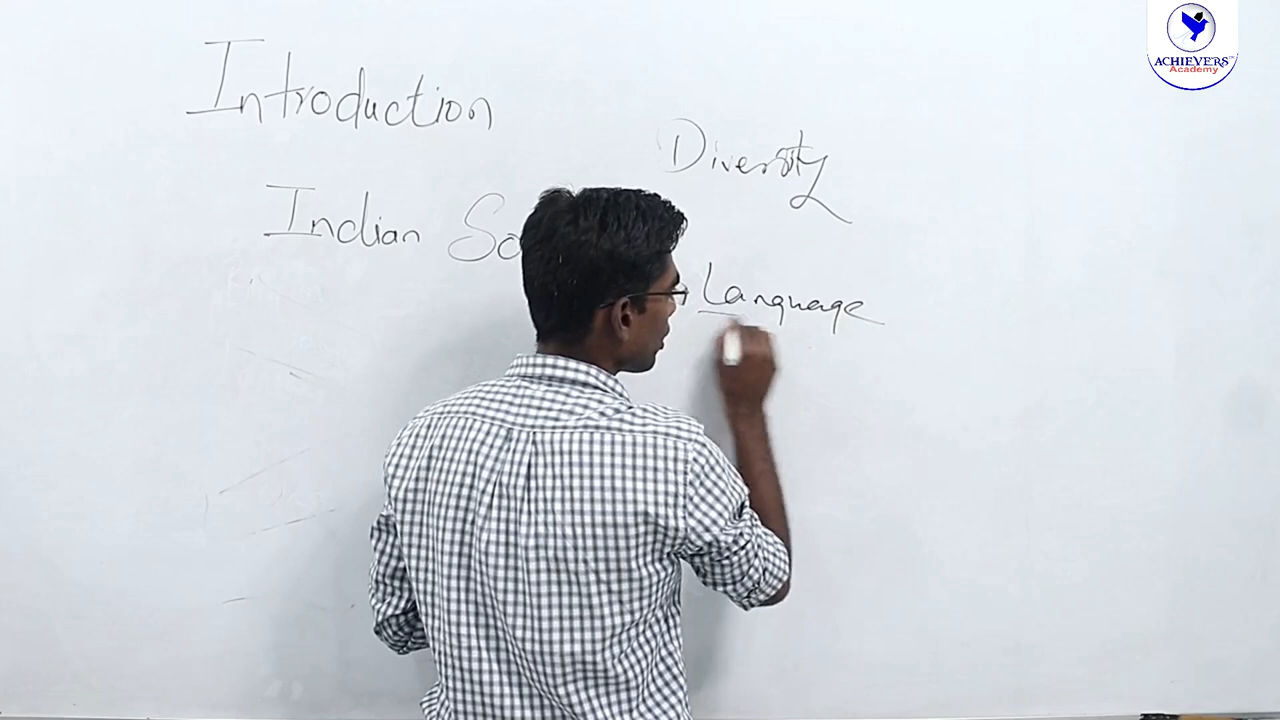 Introduction
Indian So
Diversity
Language
ACHIEVERS
Academy